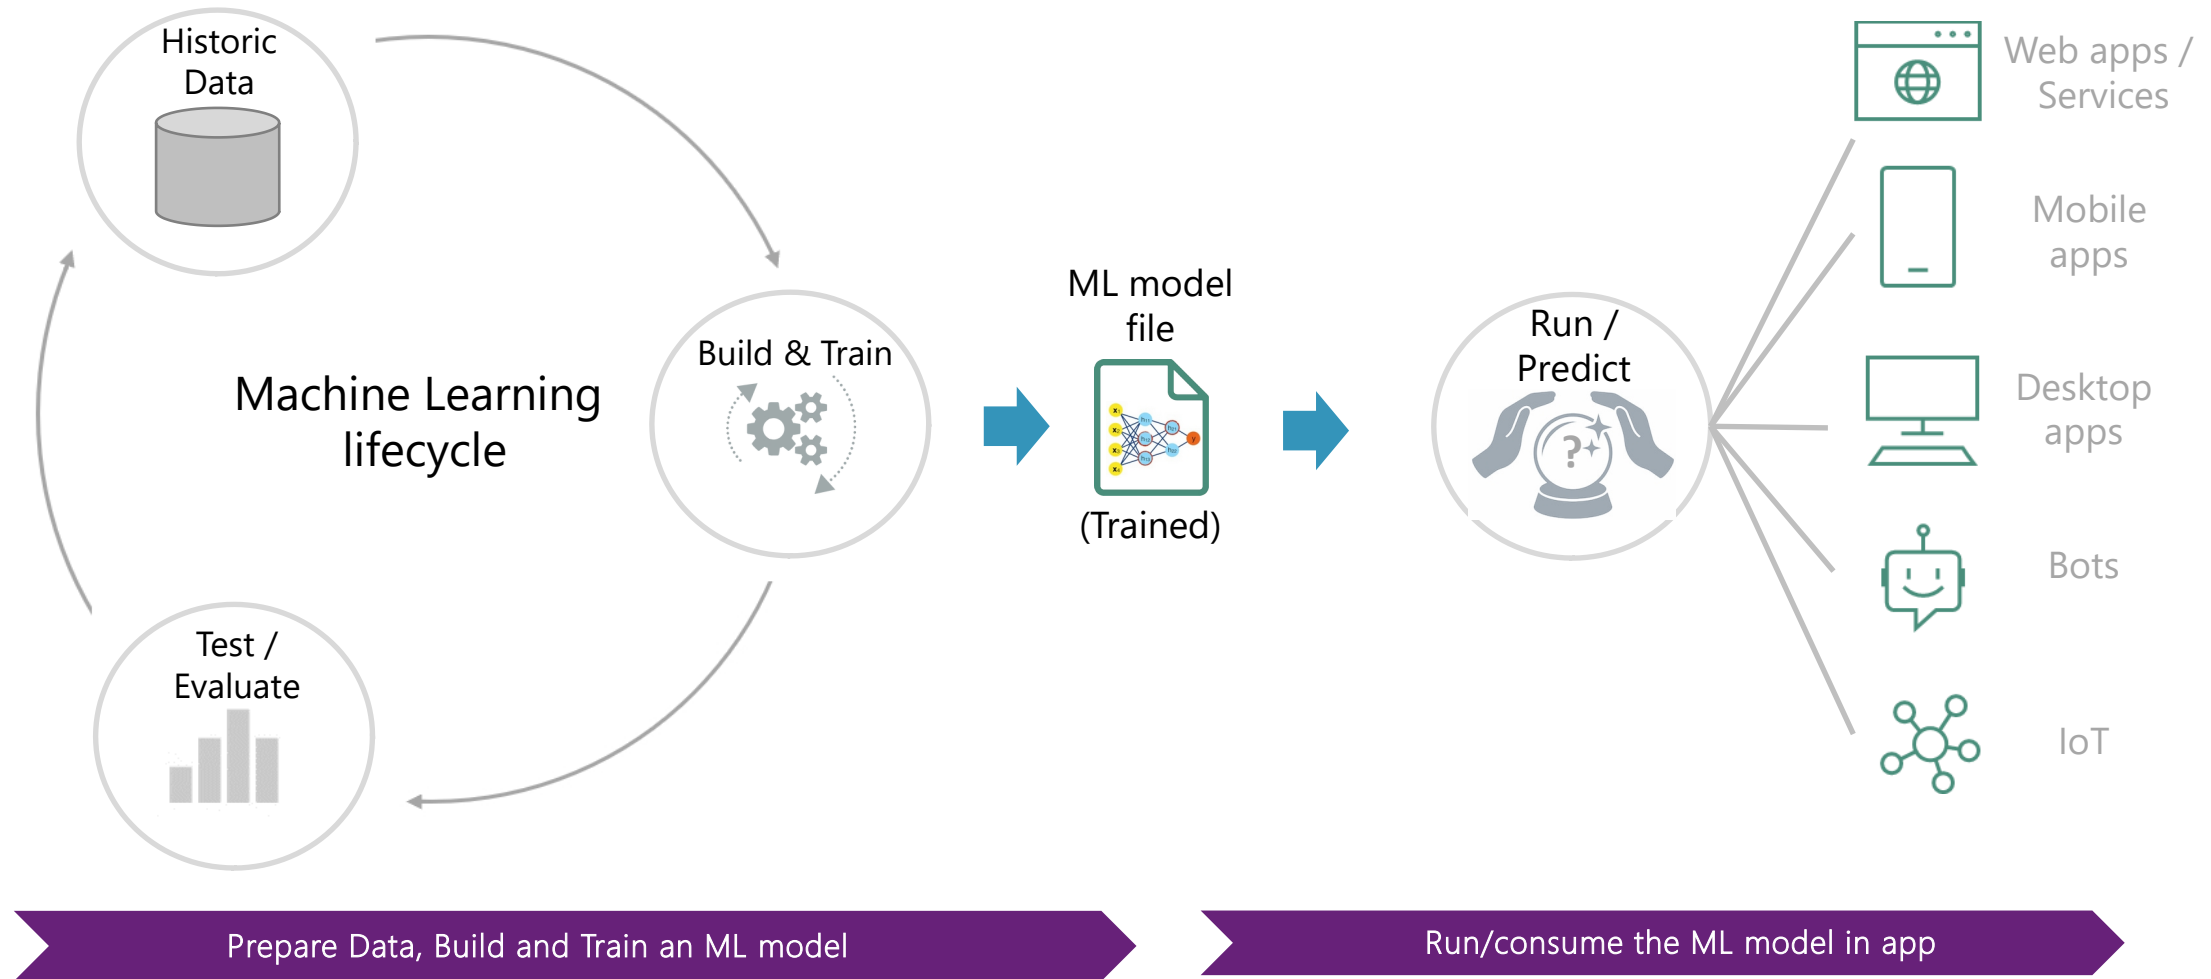 Historic
Data
Machine Learning
lifecycle
Build & Train
Test /
Evaluate
ML model
file
(Trained)
Run /
Predict
?
Web apps /
Services
Mobile
apps
Desktop
apps
Bots
IoT
Prepare Data, Build and Train an ML model
Run/consume the ML model in app